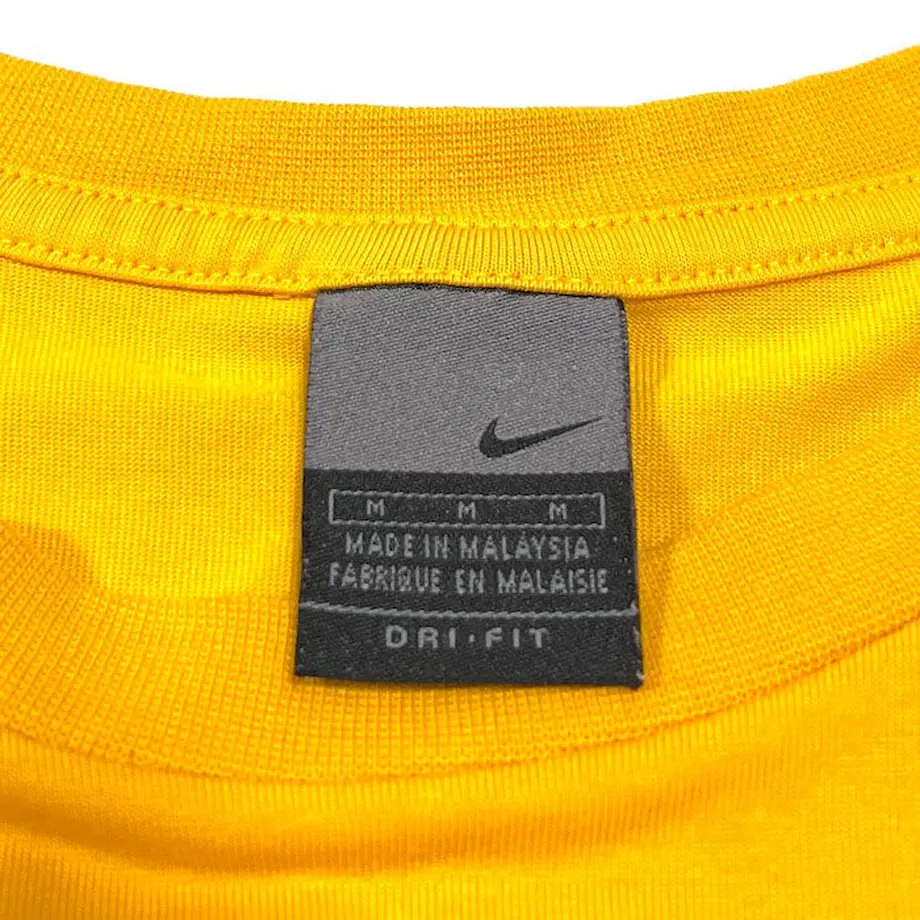 M M M
MADE IN MALAYSIA
FABRIQUE EN MALAISIE
DRI·FIT